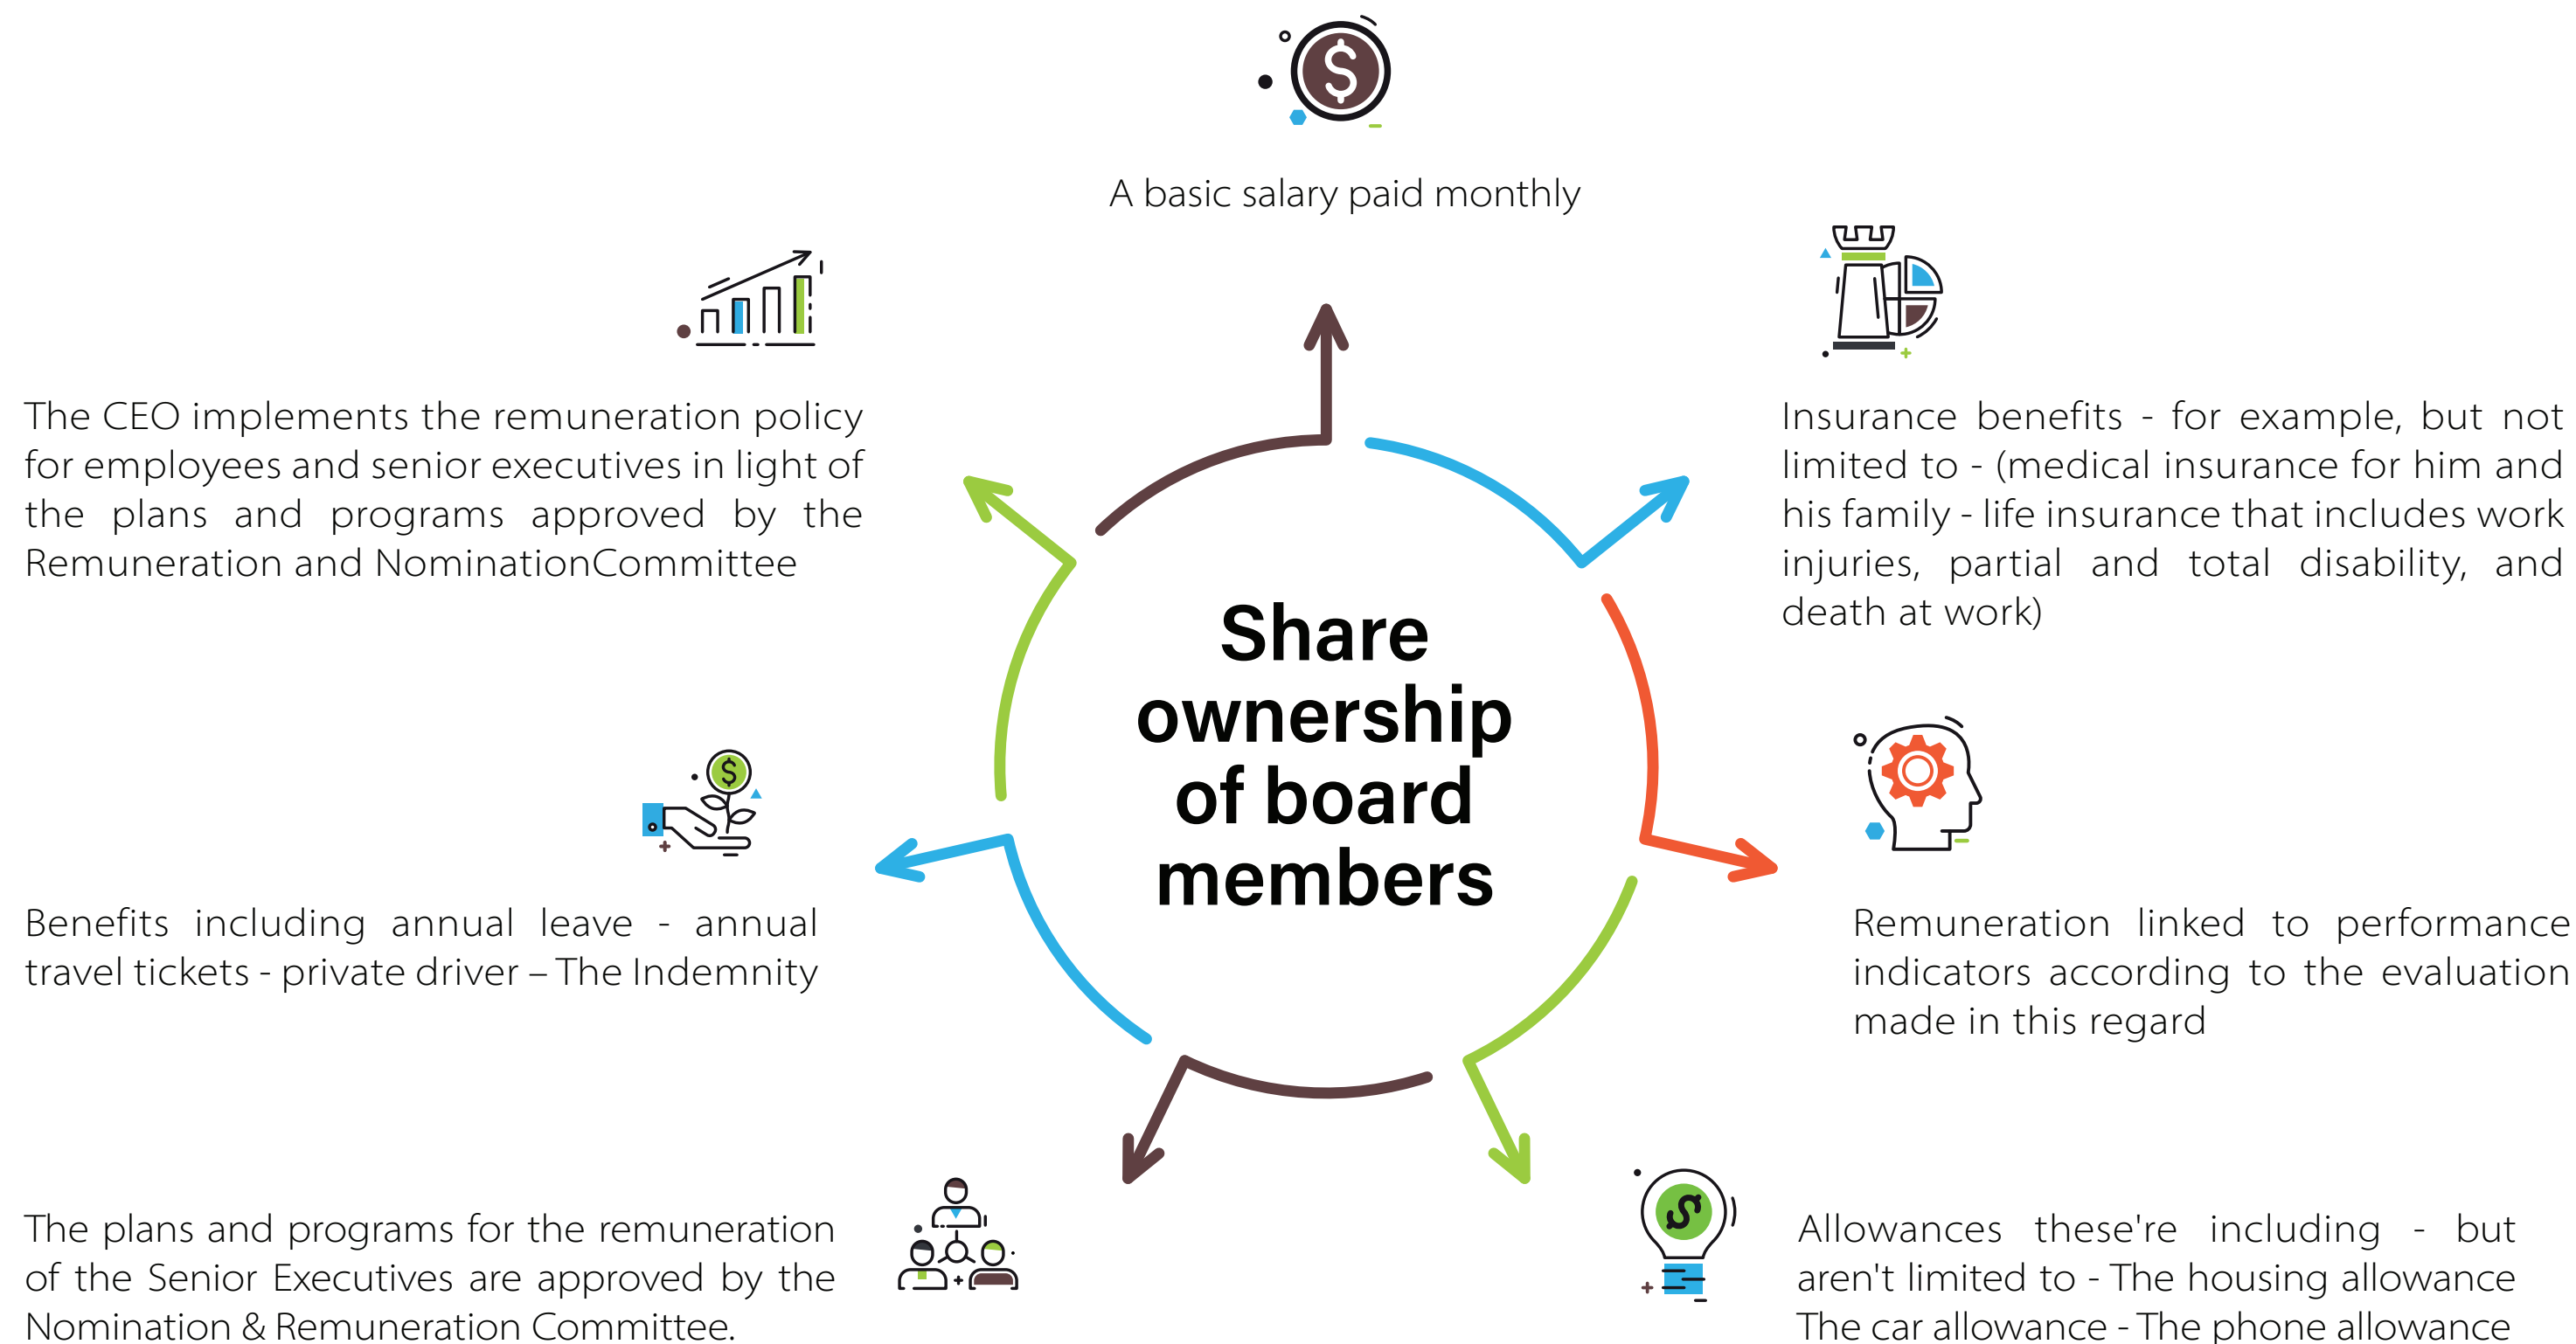 A basic salary paid monthly
The CEO implements the remuneration policy
for employees and senior executives in light of
the plans and programs approved by the
Remuneration and NominationCommittee
Insurance benefits - for example, but not
limited to - (medical insurance for him and
his family - life insurance that includes work
injuries, partial and total disability, and
death at work)
Share
ownership
of board
members
Benefits including annual leave - annual
travel tickets - private driver – The Indemnity
Remuneration linked to performance
indicators according to the evaluation
made in this regard
The plans and programs for the remuneration
of the Senior Executives are approved by the
Nomination & Remuneration Committee.
Allowances these're including - but
aren't limited to - The housing allowance
The car allowance - The phone allowance